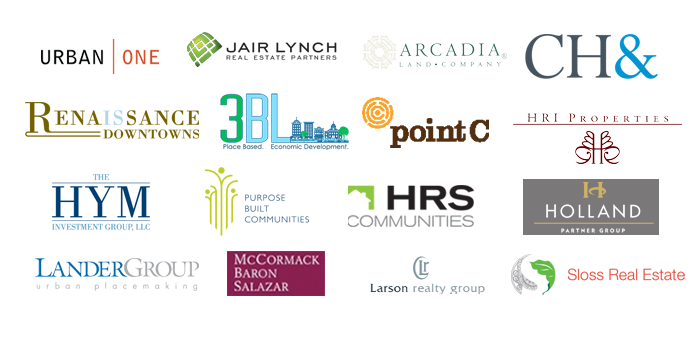 URBAN | ONE
JAIR LYNCH
REAL ESTATE PARTNERS
ARCADIA®
LAND • COMPANY
CH&
RENAISSANCE
DOWNTOWNS
3BL
Place Based. Economic Development.
point C
HRI PROPERTIES
THE
HYM
INVESTMENT GROUP, LLC
PURPOSE
BUILT
COMMUNITIES
HRS
COMMUNITIES
H
HOLLAND
PARTNER GROUP
LANDERGROUP
urban placemaking
MCCORMACK
BARON
SALAZAR
Larson realty group
Sloss Real Estate